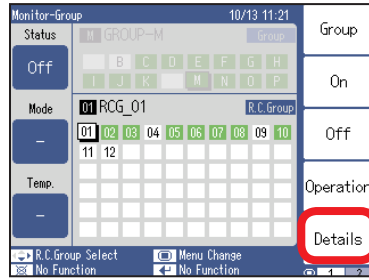 Monitor-Group 10/13 11:21
Status
Off
Mode
–
Temp.
–
M GROUP-M Group
B C D E F G H
I J K M N O P
01 RCG_01 R.C.Group
01 02 03 04 05 06 07 08 09 10
11 12
R.C.Group Select Menu Change
No Function No Function
Group
On
Off
Operation
Details
1 2